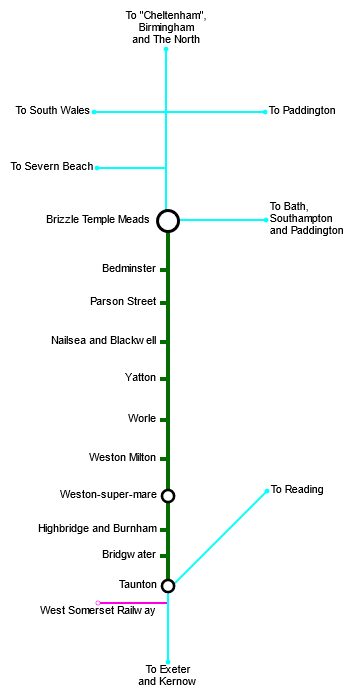 To "Cheltenham",
Birmingham
and The North
To South Wales
To Paddington
To Severn Beach
Brizzle Temple Meads
To Bath,
Southampton
and Paddington
Bedminster
Parson Street
Nailsea and Blackwell
Yatton
Worle
Weston Milton
Weston-super-mare
To Reading
Highbridge and Burnham
Bridgwater
Taunton
West Somerset Railway
To Exeter
and Kernow